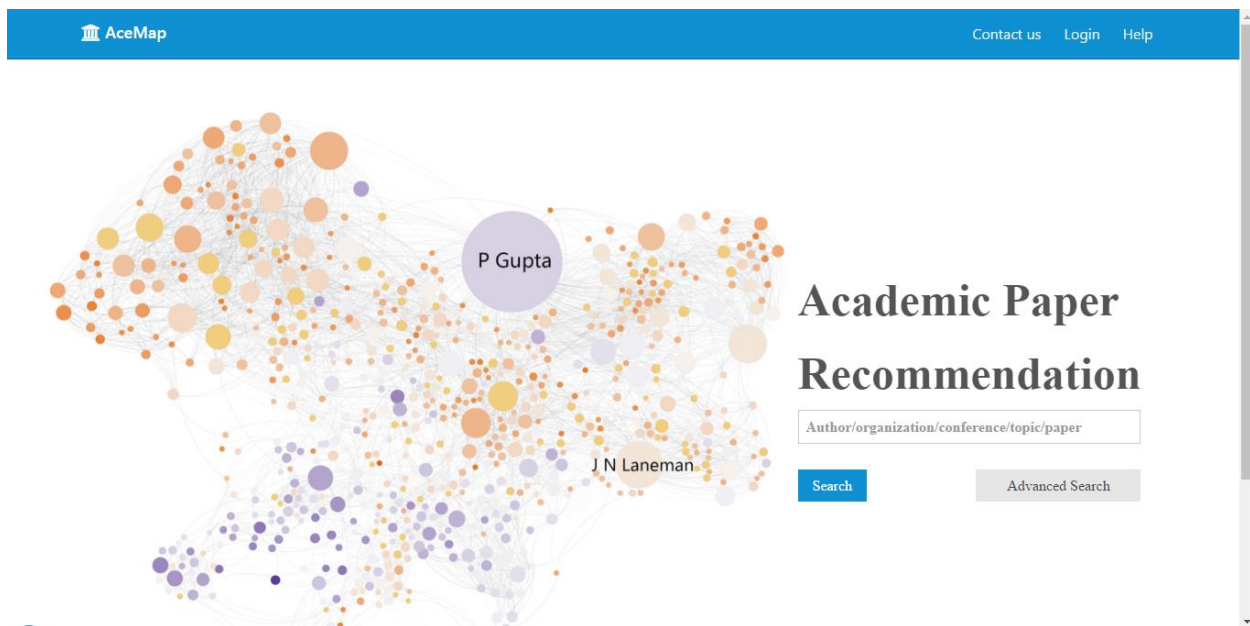 AceMap
Contact us Login Help
P Gupta
J N Laneman
Academic Paper
Recommendation
Author/organization/conference/topic/paper
Search
Advanced Search